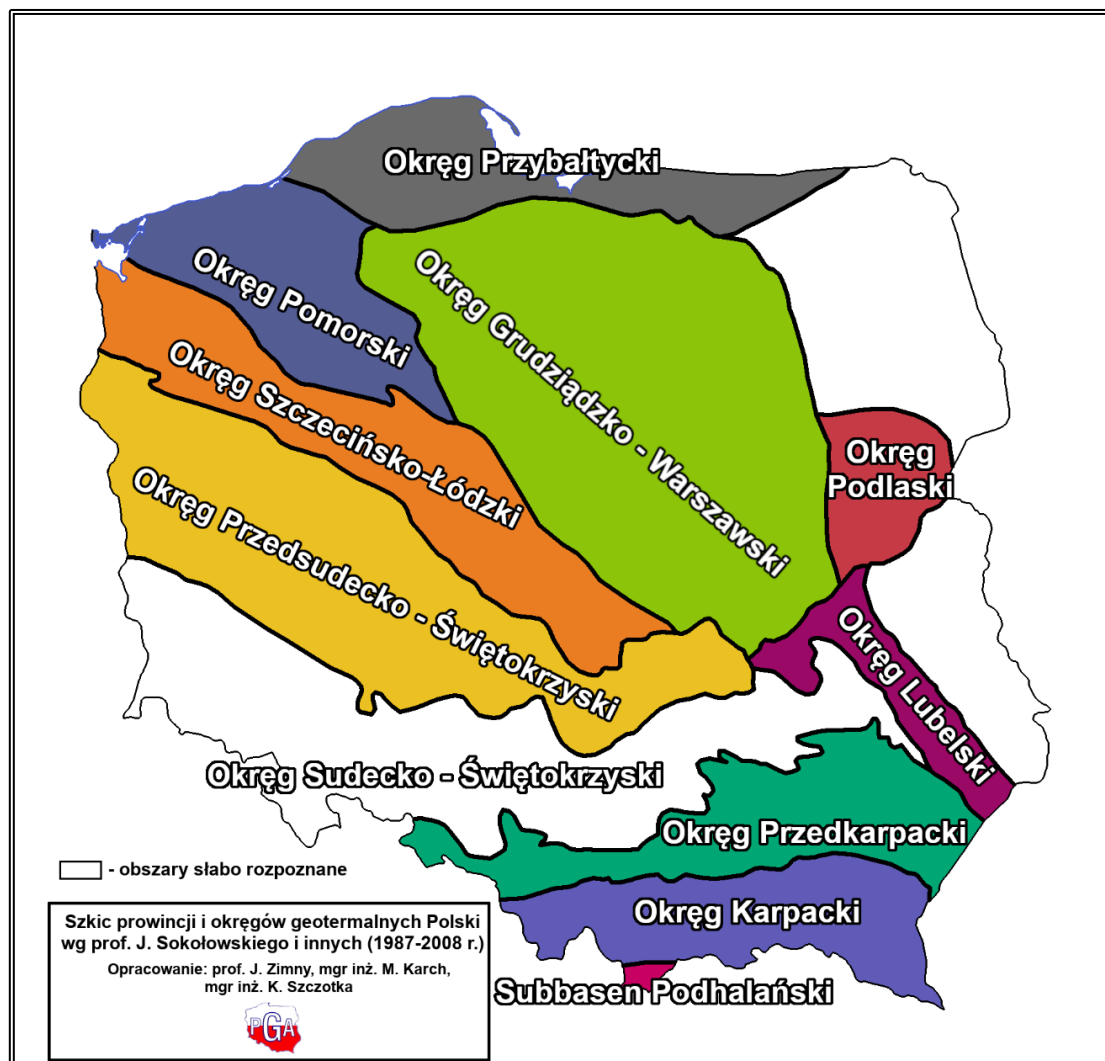 Okręg Przybałtycki
Okręg Pomorski
Okręg Grudziądzko - Warszawski
Okręg Szczecińsko-Łódzki
Okręg
Podlaski
Okręg Przedsudecko - Świętokrzyski
Okręg Lubelski
Okręg Sudecko - Świętokrzyski
Okręg Przedkarpacki
- obszary słabo rozpoznane
Okręg Karpacki
Subbasen Podhalański
Szkic prowincji i okręgów geotermalnych Polski
wg prof. J. Sokołowskiego i innych (1987-2008 r.)
Opracowanie: prof. J. Zimny, mgr inż. M. Karch,
mgr inż. K. Szczotka
PGA